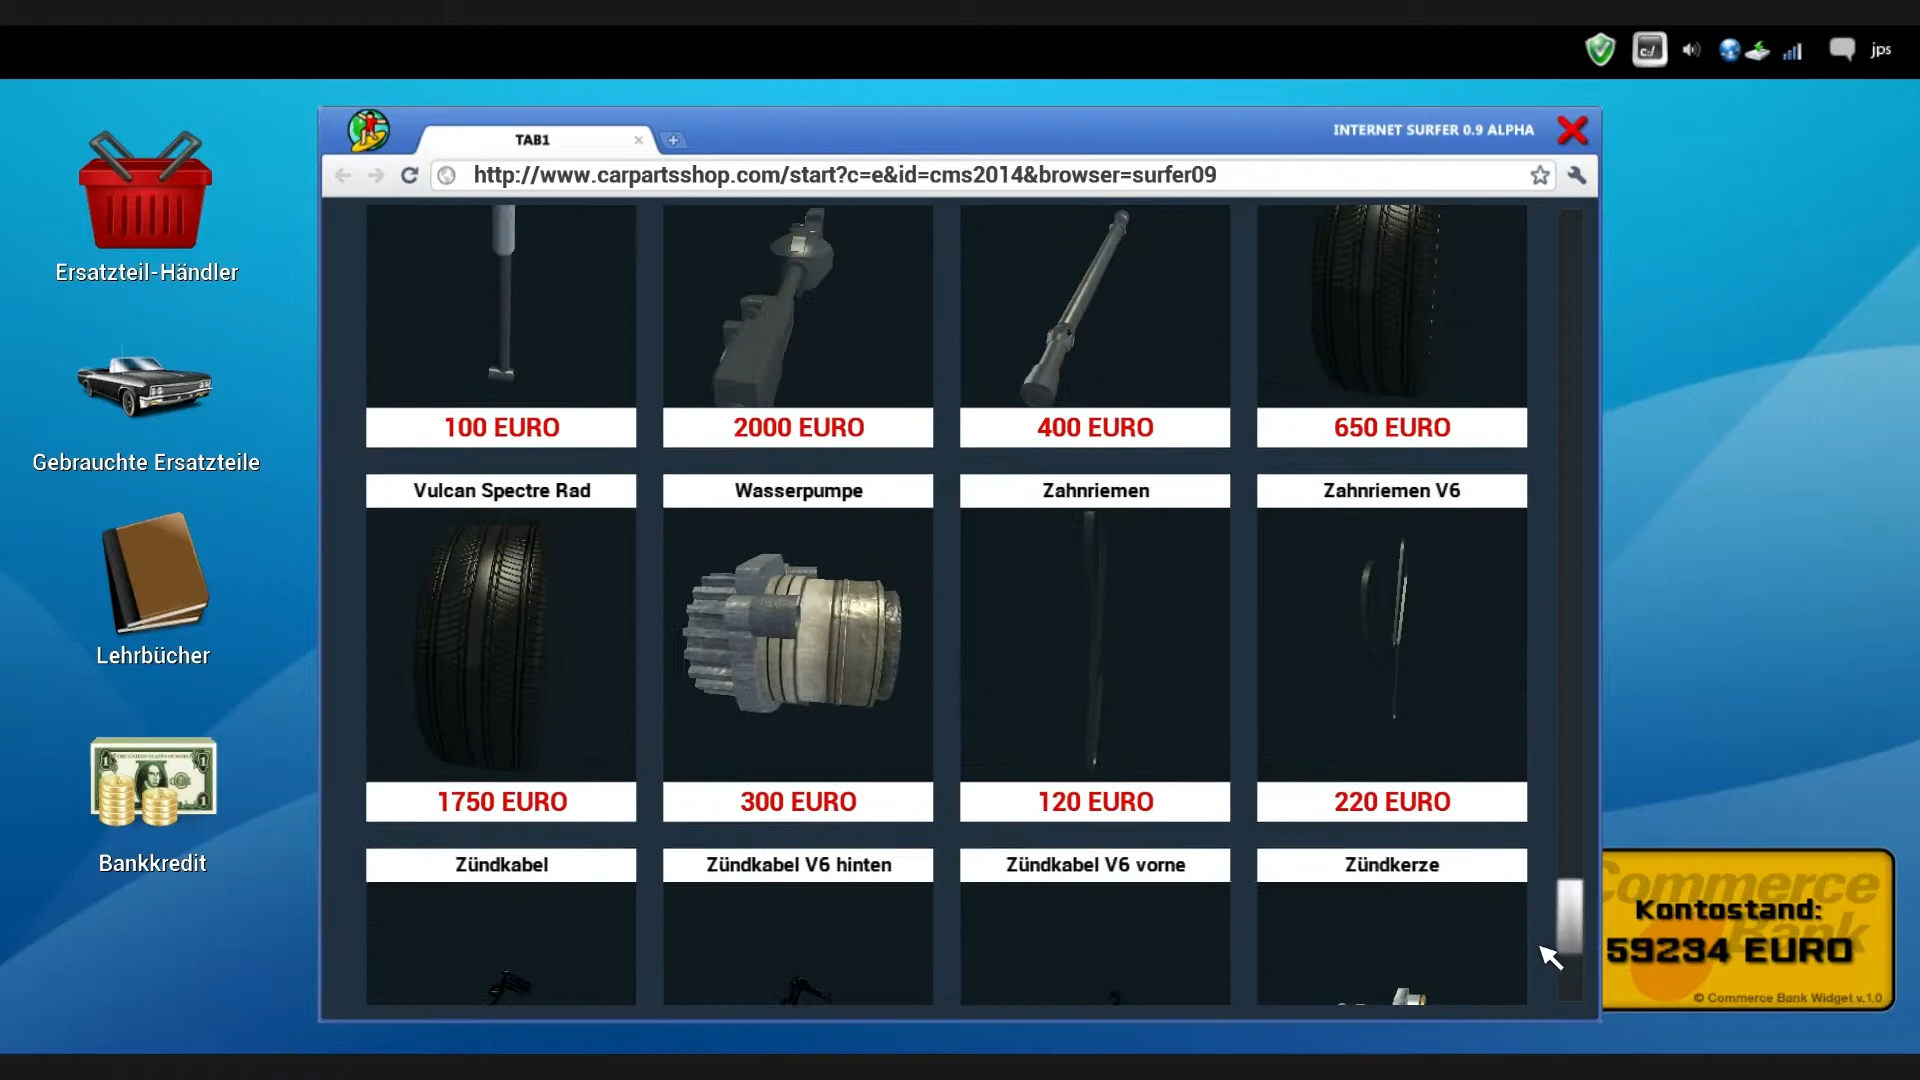 c:/
jps
TAB1
INTERNET SURFER 0.9 ALPHA
http://www.carpartsshop.com/start?c=e&id=cms2014&browser=surfer09
Ersatzteil-Händler
Gebrauchte Ersatzteile
Lehrbücher
Bankkredit
100 EURO
2000 EURO
400 EURO
650 EURO
Vulcan Spectre Rad
Wasserpumpe
Zahnriemen
Zahnriemen V6
1750 EURO
300 EURO
120 EURO
220 EURO
Zündkabel
Zündkabel V6 hinten
Zündkabel V6 vorne
Zündkerze
Commerce
Bank
Kontostand:
59234 EURO
© Commerce Bank Widget v.1.0